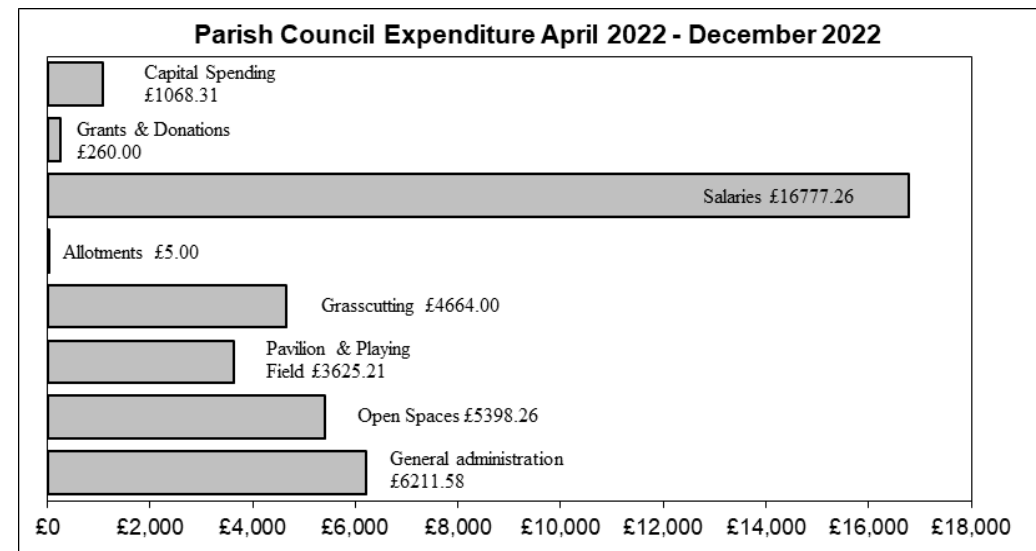 Parish Council Expenditure April 2022 - December 2022
Capital Spending
£1068.31
Grants & Donations
£260.00
Salaries £16777.26
Allotments £5.00
Grasscutting £4664.00
Pavilion & Playing
Field £3625.21
Open Spaces £5398.26
General administration
£6211.58
£0 £2,000 £4,000 £6,000 £8,000 £10,000 £12,000 £14,000 £16,000 £18,000